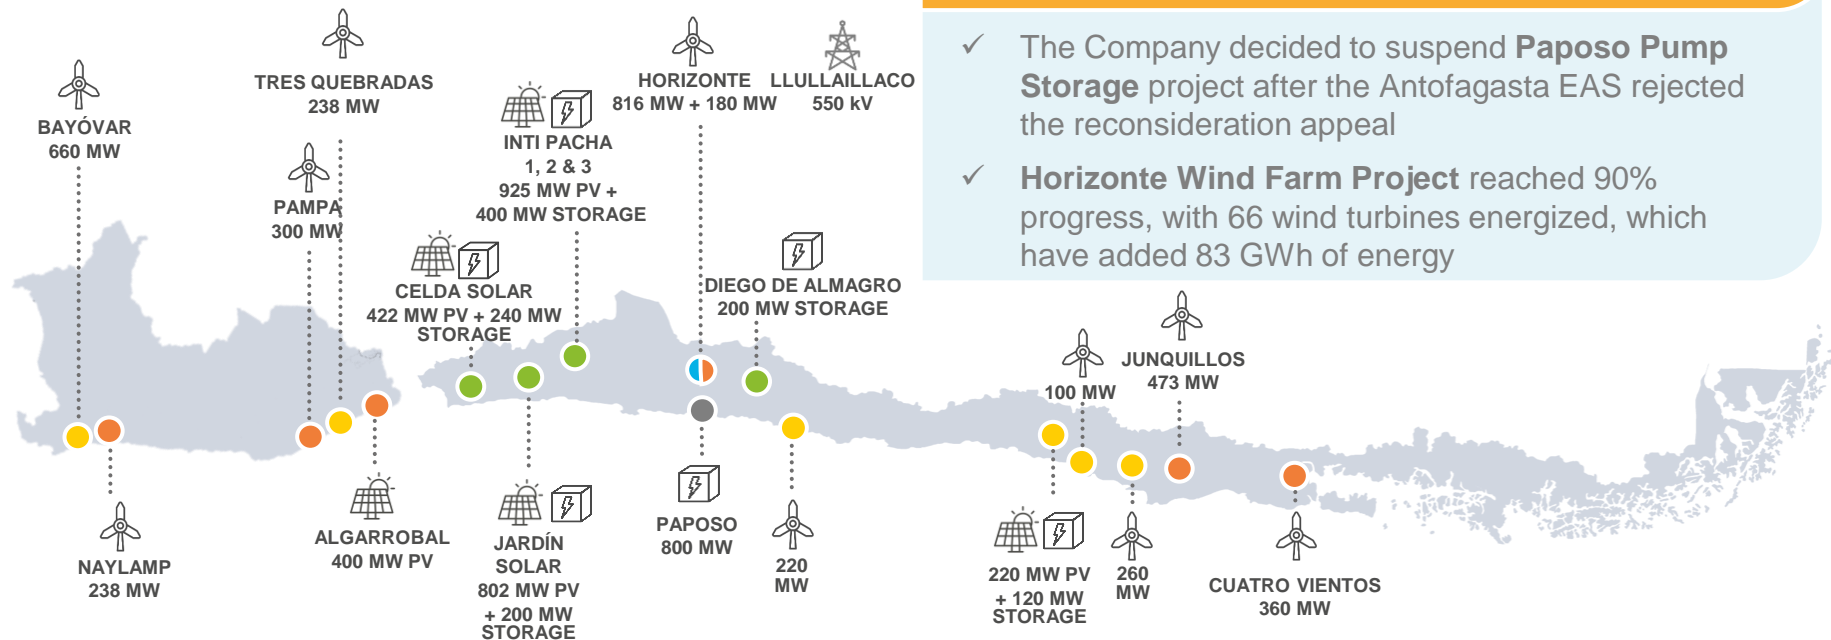 TRES QUEBRADAS
238 MW
HORIZONTE
816 MW + 180 MW
LLULLAILLACO
550 kV
BAYÓVAR
660 MW
INTI PACHA
1, 2 & 3
925 MW PV +
400 MW STORAGE
PAMPA
300 MW
CELDA SOLAR
422 MW PV + 240 MW
STORAGE
DIEGO DE ALMAGRO
200 MW STORAGE
✓ The Company decided to suspend Paposo Pump
Storage project after the Antofagasta EAS rejected
the reconsideration appeal
✓ Horizonte Wind Farm Project reached 90%
progress, with 66 wind turbines energized, which
have added 83 GWh of energy
100 MW
JUNQUILLOS
473 MW
NAYLAMP
238 MW
ALGARROBAL
400 MW PV
JARDÍN
SOLAR
802 MW PV
+ 200 MW
STORAGE
PAPOSO
800 MW
220
MW
220 MW PV
+ 120 MW
STORAGE
260
MW
CUATRO VIENTOS
360 MW